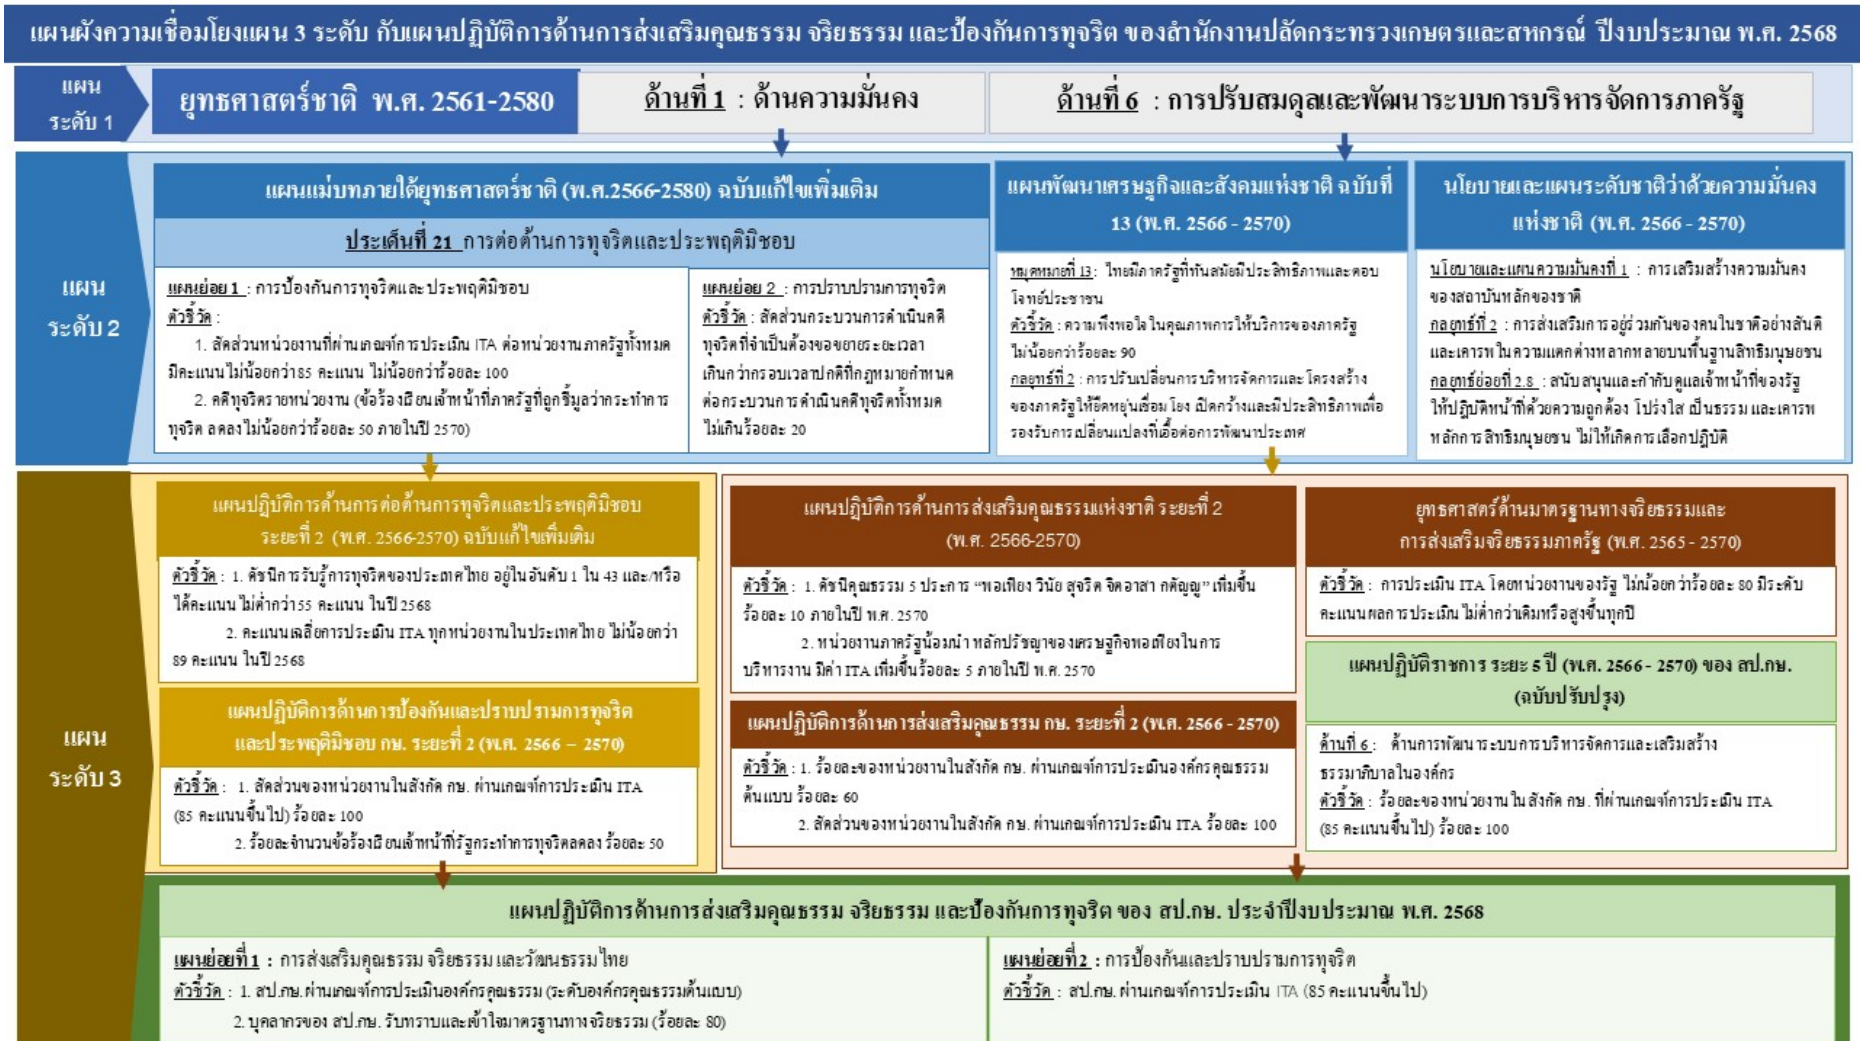 แผนผังความเชื่อมโยงแผน 3 ระดับ กับแผนปฏิบัติการด้านการส่งเสริมคุณธรรม จริยธรรม และป้องกันการทุจริต ของสำนักงานปลัดกระทรวงเกษตรและสหกรณ์ ปีงบประมาณ พ.ศ. 2568
แผน
ระดับ 1
ยุทธศาสตร์ชาติ พ.ศ. 2561-2580
ด้านที่ 1 : ด้านความมั่นคง
ด้านที่ 6 : การปรับสมดุลและพัฒนาระบบการบริหารจัดการภาครัฐ
แผน
ระดับ 2
แผนแม่บทภายใต้ยุทธศาสตร์ชาติ (พ.ศ.2566-2580) ฉบับแก้ไขเพิ่มเติม
ประเด็นที่ 21 การต่อต้านการทุจริตและประพฤติมิชอบ
แผนย่อย 1 : การป้องกันการทุจริตและประพฤติมิชอบ
ตัวชี้วัด :
1. สัดส่วนหน่วยงานที่ผ่านเกณฑ์การประเมิน ITA ต่อหน่วยงานภาครัฐทั้งหมด
มีคะแนนไม่น้อยกว่า85 คะแนน ไม่น้อยกว่าร้อยละ 100
2. คดีทุจริตรายหน่วยงาน (ข้อร้องเรียนเจ้าหน้าที่ภาครัฐที่ถูกชี้มูลว่ากระทำการ
ทุจริต ลดลงไม่น้อยกว่าร้อยละ 50 ภายในปี 2570)
แผนย่อย 2 : การปราบปรามการทุจริต
ตัวชี้วัด : สัดส่วนกระบวนการดำเนินคดี
ทุจริตที่จำเป็นต้องขอขยายระยะเวลา
เกินกว่ากรอบเวลาปกติที่กฎหมายกำหนด
ต่อกระบวนการดำเนินคดีทุจริตทั้งหมด
ไม่เกินร้อยละ 20
แผนพัฒนาเศรษฐกิจและสังคมแห่งชาติ ฉบับที่
13 (พ.ศ. 2566 - 2570)
หมุดหมายที่ 13 : ไทยมีภาครัฐที่ทันสมัยมีประสิทธิภาพและตอบ
โจทย์ประชาชน
ตัวชี้วัด : ความพึงพอใจในคุณภาพการให้บริการของภาครัฐ
ไม่น้อยกว่าร้อยละ 90
กลยุทธ์ที่ 2 : การปรับเปลี่ยนการบริหารจัดการและโครงสร้าง
ของภาครัฐให้ยืดหยุ่นเชื่อมโยง เปิดกว้างและมีประสิทธิภาพเพื่อ
รองรับการเปลี่ยนแปลงที่เอื้อต่อการพัฒนาประเทศ
นโยบายและแผนระดับชาติว่าด้วยความมั่นคง
แห่งชาติ (พ.ศ. 2566 - 2570)
นโยบายและแผนความมั่นคงที่ 1 : การเสริมสร้างความมั่นคง
ของสถาบันหลักของชาติ
กลยุทธ์ที่ 2 : การส่งเสริมการอยู่ร่วมกันของคนในชาติอย่างสันติ
และเคารพในความแตกต่างหลากหลายบนพื้นฐานสิทธิมนุษยชน
กลยุทธ์ย่อยที่ 2.8 : สนับสนุนและกำกับดูแลเจ้าหน้าที่ของรัฐ
ให้ปฏิบัติหน้าที่ด้วยความถูกต้อง โปร่งใส เป็นธรรม และเคารพ
หลักการสิทธิมนุษยชน ไม่ให้เกิดการเลือกปฏิบัติ
แผน
ระดับ 3
แผนปฏิบัติการด้านการต่อต้านการทุจริตและประพฤติมิชอบ
ระยะที่ 2 (พ.ศ. 2566-2570) ฉบับแก้ไขเพิ่มเติม
ตัวชี้วัด : 1. ดัชนีการรับรู้การทุจริตของประเทศไทย อยู่ในอันดับ 1 ใน 43 และ/หรือ
ได้คะแนนไม่ต่ำกว่า55 คะแนน ในปี 2568
2. คะแนนเฉลี่ยการประเมิน ITA ทุกหน่วยงานในประเทศไทย ไม่น้อยกว่า
89 คะแนน ในปี 2568
แผนปฏิบัติการด้านการป้องกันและปราบปรามการทุจริต
และประพฤติมิชอบ กษ. ระยะที่ 2 (พ.ศ. 2566 – 2570)
ตัวชี้วัด : 1. สัดส่วนของหน่วยงานในสังกัด กษ. ผ่านเกณฑ์การประเมิน ITA
(85 คะแนนขึ้นไป) ร้อยละ 100
2. ร้อยละจำนวนข้อร้องเรียนเจ้าหน้าที่รัฐกระทำการทุจริตลดลง ร้อยละ 50
แผนปฏิบัติการด้านการส่งเสริมคุณธรรมแห่งชาติ ระยะที่ 2
(พ.ศ. 2566-2570)
ตัวชี้วัด : 1. ดัชนีคุณธรรม 5 ประการ “พอเพียง วินัย สุจริต จิตอาสา กตัญญู” เพิ่มขึ้น
ร้อยละ 10 ภายในปี พ.ศ. 2570
2. หน่วยงานภาครัฐน้อมนำ หลักปรัชญาของเศรษฐกิจพอเพียงในการ
บริหารงาน มีค่า ITA เพิ่มขึ้นร้อยละ 5 ภายในปี พ.ศ. 2570
แผนปฏิบัติการด้านการส่งเสริมคุณธรรม กษ. ระยะที่ 2 (พ.ศ. 2566 - 2570)
ตัวชี้วัด : 1. ร้อยละของหน่วยงานในสังกัด กษ. ผ่านเกณฑ์การประเมินองค์กรคุณธรรม
ต้นแบบ ร้อยละ 60
2. สัดส่วนของหน่วยงานในสังกัด กษ. ผ่านเกณฑ์การประเมิน ITA ร้อยละ 100
ยุทธศาสตร์ด้านมาตรฐานทางจริยธรรมและ
การส่งเสริมจริยธรรมภาครัฐ (พ.ศ. 2565 - 2570)
ตัวชี้วัด : การประเมิน ITA โดยหน่วยงานของรัฐ ไม่น้อยกว่าร้อยละ 80 มีระดับ
คะแนนผลการประเมิน ไม่ต่ำกว่าเดิมหรือสูงขึ้นทุกปี
แผนปฏิบัติราชการ ระยะ 5 ปี (พ.ศ. 2566 - 2570) ของ สป.กษ.
(ฉบับปรับปรุง)
ด้านที่ 6 : ด้านการพัฒนาระบบการบริหารจัดการและเสริมสร้าง
ธรรมาภิบาลในองค์กร
ตัวชี้วัด : ร้อยละของหน่วยงานในสังกัด กษ. ที่ผ่านเกณฑ์การประเมิน ITA
(85 คะแนนขึ้นไป) ร้อยละ 100
แผนปฏิบัติการด้านการส่งเสริมคุณธรรม จริยธรรม และป้องกันการทุจริต ของ สป.กษ. ประจำปีงบประมาณ พ.ศ. 2568
แผนย่อยที่ 1 : การส่งเสริมคุณธรรม จริยธรรม และวัฒนธรรมไทย
ตัวชี้วัด : 1. สป.กษ. ผ่านเกณฑ์การประเมินองค์กรคุณธรรม (ระดับองค์กรคุณธรรมต้นแบบ)
2. บุคลากรของ สป.กษ. รับทราบและเข้าใจมาตรฐานทางจริยธรรม (ร้อยละ 80)
แผนย่อยที่ 2 : การป้องกันและปราบปรามการทุจริต
ตัวชี้วัด : สป.กษ. ผ่านเกณฑ์การประเมิน ITA (85 คะแนนขึ้นไป)